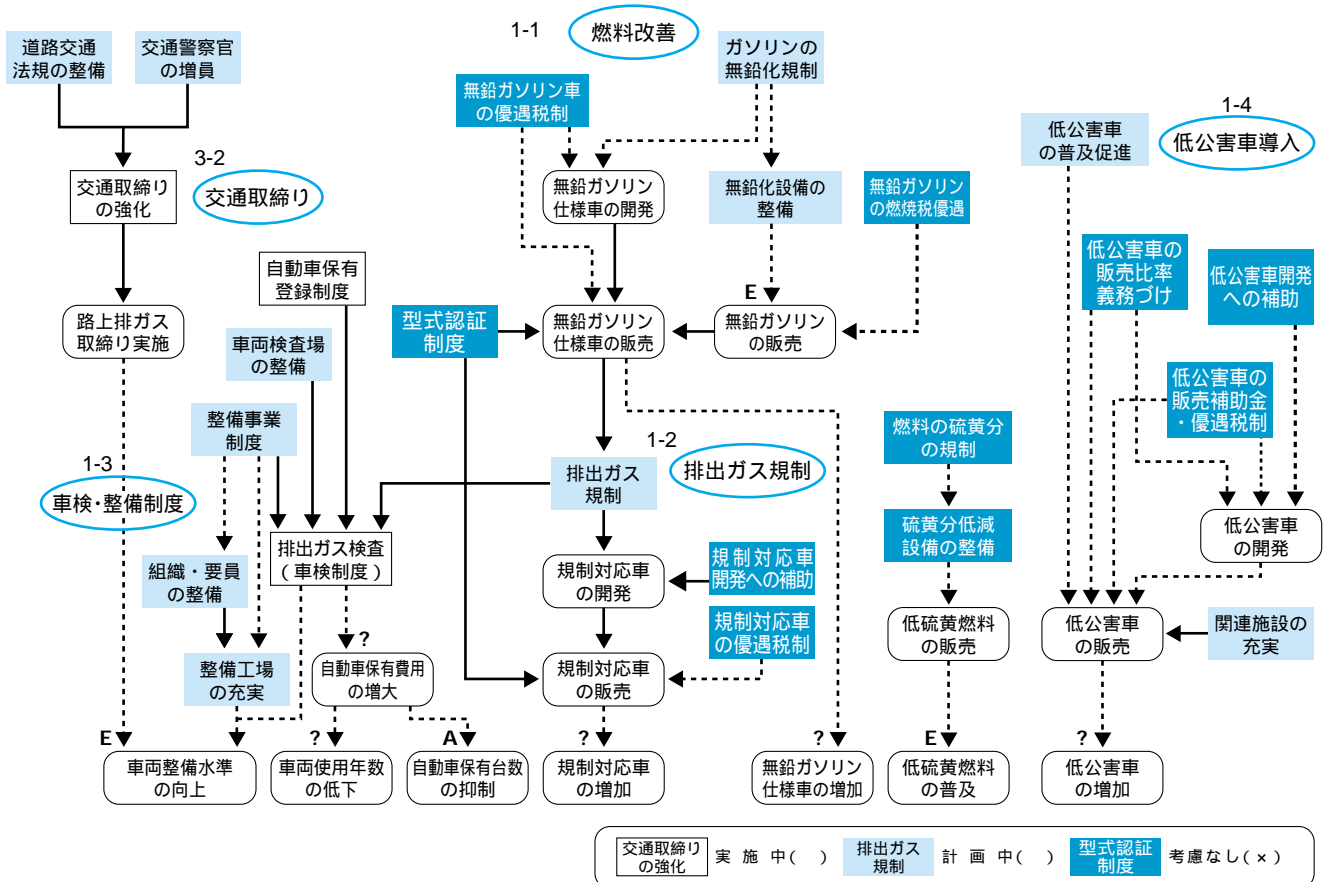 道路交通
法規の整備
交通警察官
の増員
1-1
燃料改善
ガソリンの
無鉛化規制
無鉛ガソリン車
の優遇税制
1-4
低公害車
の普及促進
低公害車導入
3-2
交通取締り
の強化
交通取締り
無鉛ガソリン
仕様車の開発
無鉛化設備の
整備
無鉛ガソリン
の燃焼税優遇
低公害車の
販売比率
義務づけ
低公害車開発
への補助
自動車保有
登録制度
路上排ガス
取締り実施
車両検査場
の整備
型式認証
制度
無鉛ガソリン
仕様車の販売
E
無鉛ガソリン
の販売
低公害車の
販売補助金
・優遇税制
整備事業
制度
燃料の硫黄分
の規制
1-3
車検・整備制度
1-2
排出ガス
規制
排出ガス規制
硫黄分低減
設備の整備
低公害車
の開発
排出ガス検査
(車検制度)
組織・要員
の整備
規制対応車
の開発
規制対応車
開発への補助
規制対応車
の優遇税制
低硫黄燃料
の販売
低公害車
の販売
関連施設の
充実
整備工場
の充実
?
自動車保有費用
の増大
規制対応車
の販売
E
車両整備水準
の向上
?
車両使用年数
の低下
A
自動車保有台数
の抑制
?
規制対応車
の増加
?
無鉛ガソリン
仕様車の増加
E
低硫黄燃料
の普及
?
低公害車
の増加
交通取締り
の強化
実施中( )
排出ガス
規制
計画中( )
型式認証
制度
考慮なし(×)